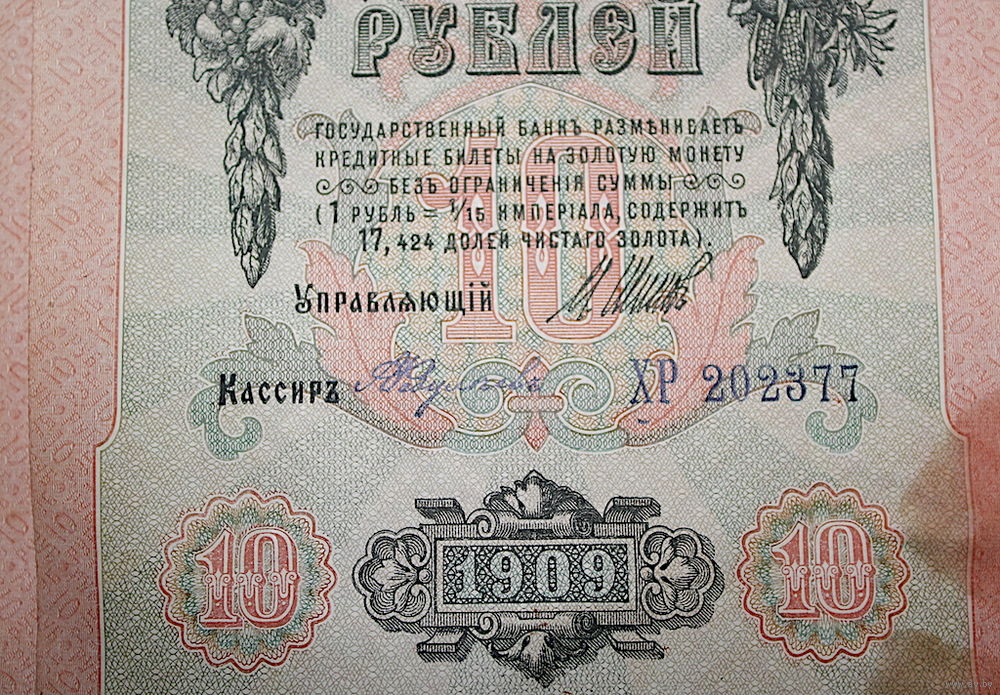 РУБЛЕЙ
ГОСУДАРСТВЕННЫЙ БАНКЪ РАЗМѢНИВАЕТЪ
КРЕДИТНЫЕ БИЛЕТЫ НА ЗОЛОТУЮ МОНЕТУ
БЕЗЪ ОГРАНИЧЕНІЯ СУММЫ
(1 РУБЛЬ = 1/15 ИМПЕРІАЛА, СОДЕРЖИТЪ
17,424 ДОЛЕЙ ЧИСТАГО ЗОЛОТА).
10
Управляющій
Кассиръ ХР 202377
10 1909 10